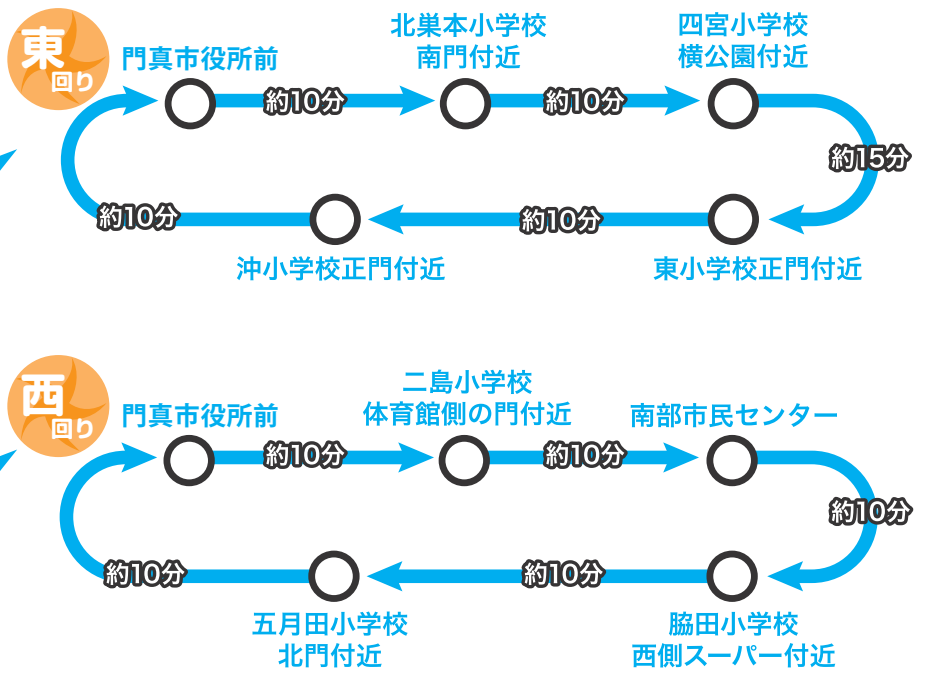 東
回り
門真市役所前
北巣本小学校
南門付近
四宮小学校
横公園付近
約10分
約10分
約15分
約10分
約10分
沖小学校正門付近
東小学校正門付近
西
回り
門真市役所前
二島小学校
体育館側の門付近
南部市民センター
約10分
約10分
約10分
約10分
約10分
五月田小学校
北門付近
脇田小学校
西側スーパー付近